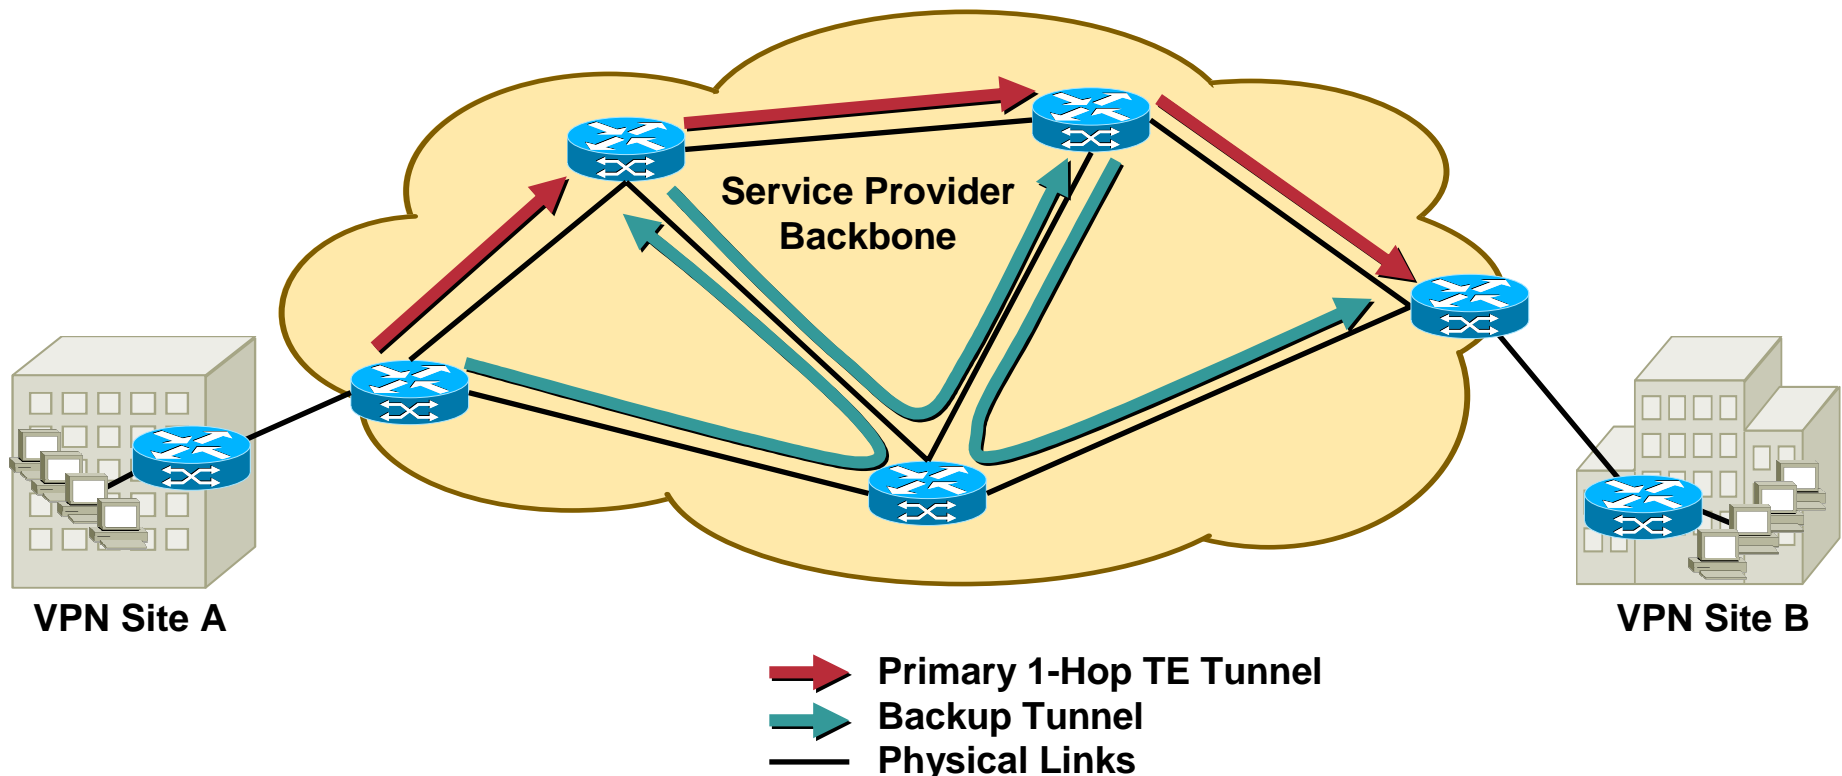 Service Provider
Backbone
VPN Site A
VPN Site B
Primary 1-Hop TE Tunnel
Backup Tunnel
Physical Links